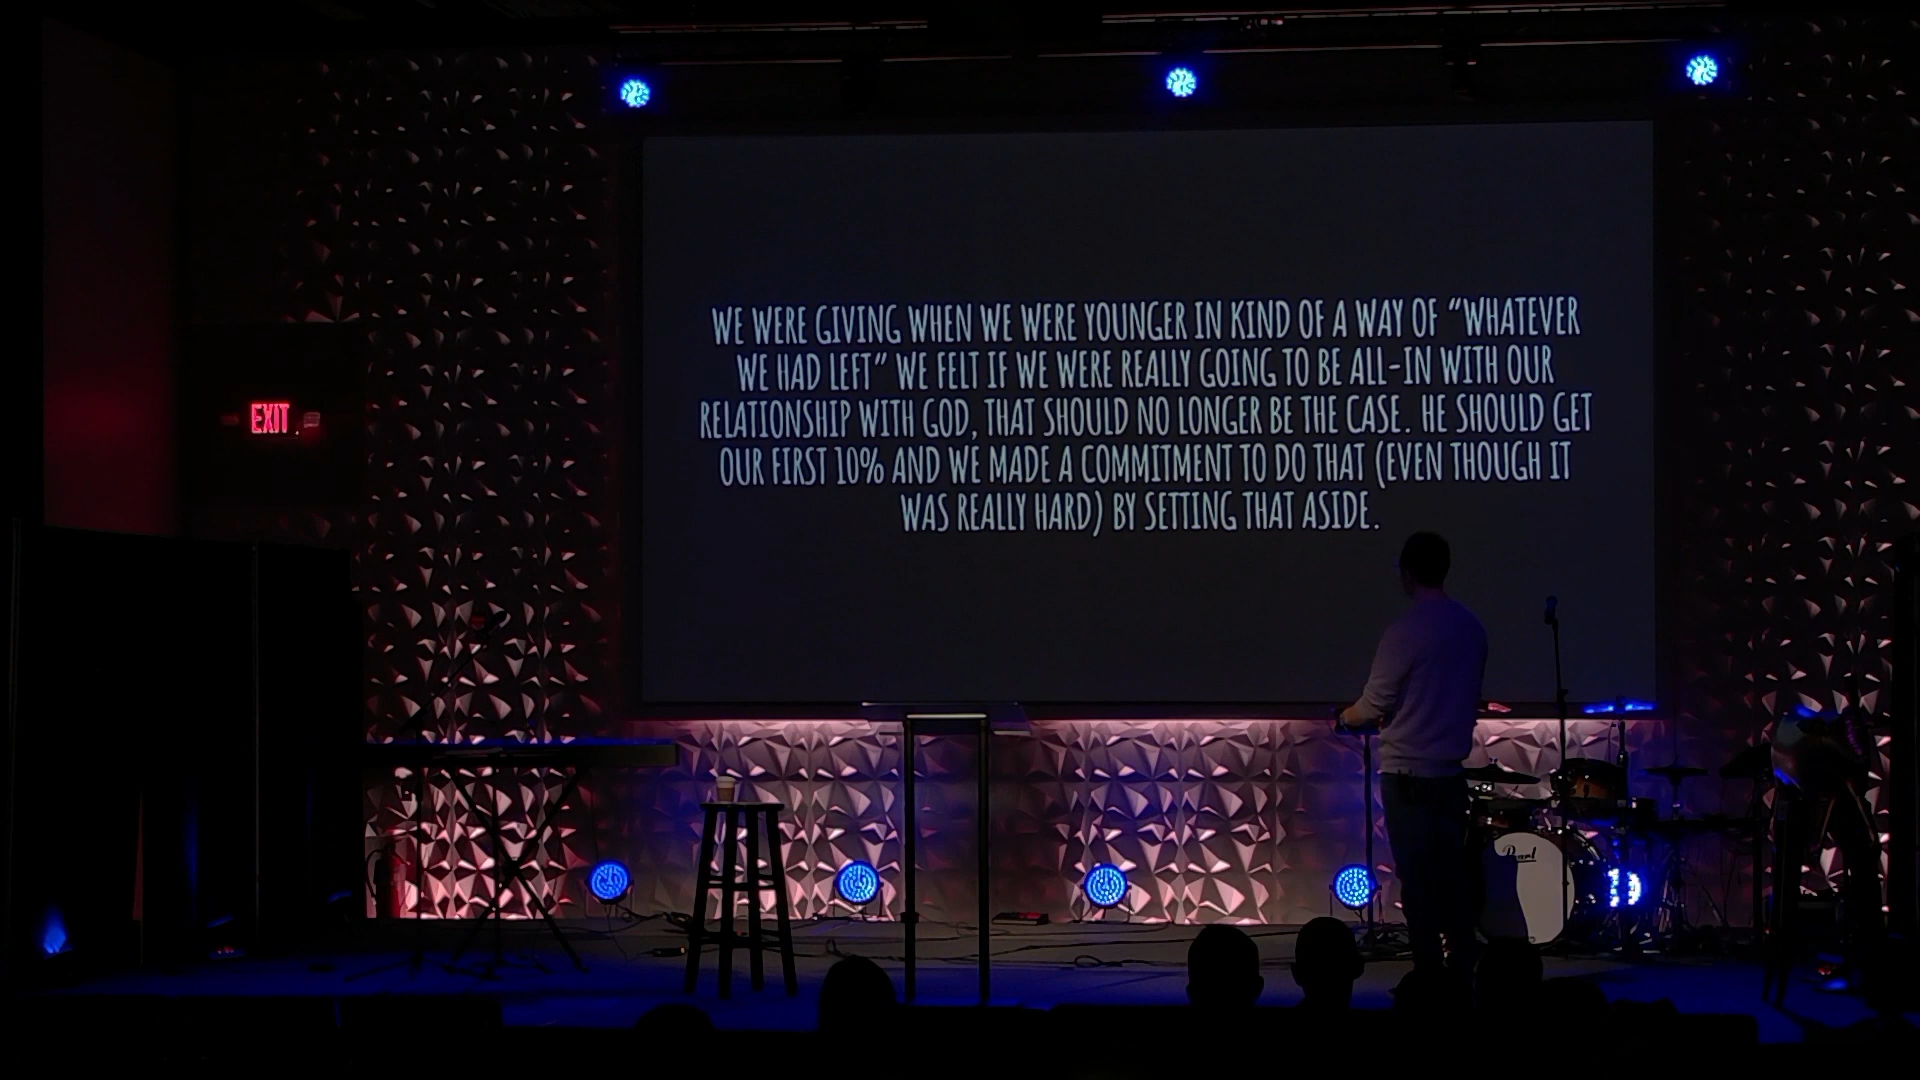 WE WERE GIVING WHEN WE WERE YOUNGER IN KIND OF A WAY OF “WHATEVER
WE HAD LEFT” WE FELT IF WE WERE REALLY GOING TO BE ALL-IN WITH OUR
RELATIONSHIP WITH GOD, THAT SHOULD NO LONGER BE THE CASE. HE SHOULD GET
OUR FIRST 10% AND WE MADE A COMMITMENT TO DO THAT (EVEN THOUGH IT
WAS REALLY HARD) BY SETTING THAT ASIDE.
EXIT
Pearl